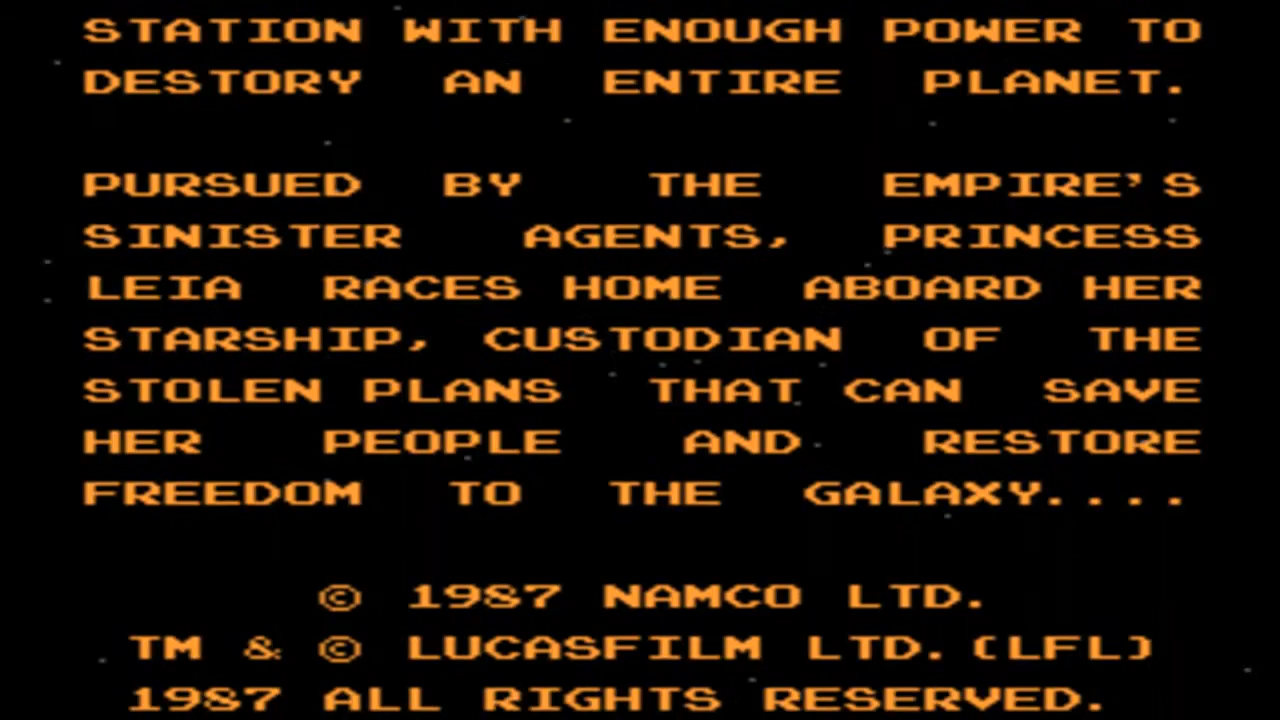 STATION WITH ENOUGH POWER TO
DESTORY AN ENTIRE PLANET.
PURSUED BY THE EMPIRE'S
SINISTER AGENTS, PRINCESS
LEIA RACES HOME ABOARD HER
STARSHIP, CUSTODIAN OF THE
STOLEN PLANS THAT CAN SAVE
HER PEOPLE AND RESTORE
FREEDOM TO THE GALAXY....
© 1987 NAMCO LTD.
TM & © LUCASFILM LTD.(LFL)
1987 ALL RIGHTS RESERVED.